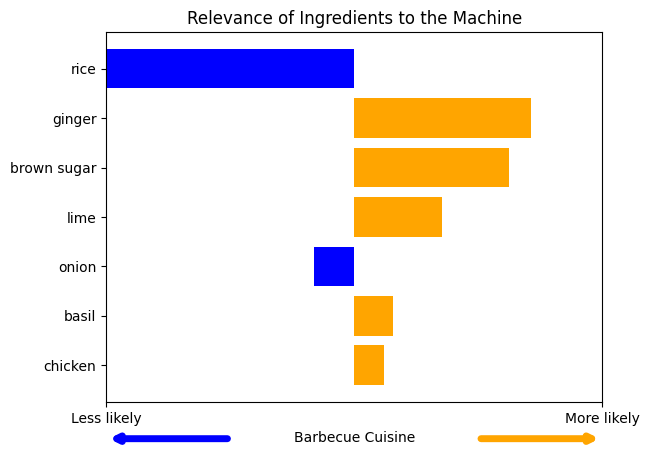 Relevance of Ingredients to the Machine
rice
ginger
brown sugar
lime
onion
basil
chicken
Less likely
More likely
Barbecue Cuisine